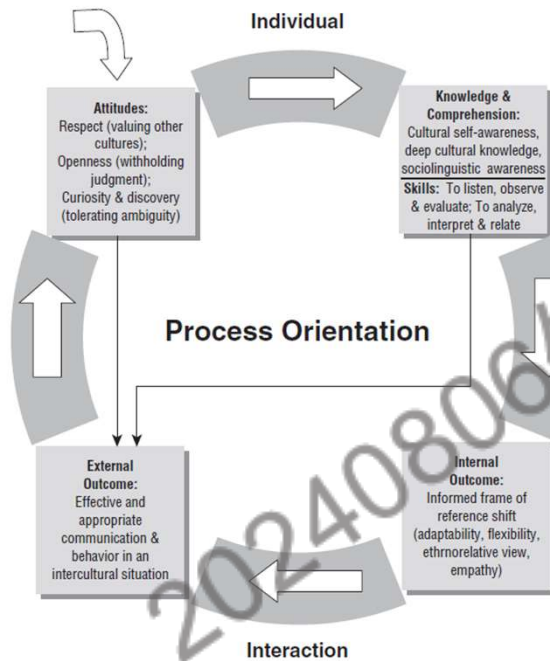 Individual
Attitudes:
Respect (valuing other
cultures);
Openness (withholding
judgment);
Curiosity & discovery
(tolerating ambiguity)
Knowledge &
Comprehension:
Cultural self-awareness,
deep cultural knowledge,
sociolinguistic awareness
Skills: To listen, observe
& evaluate; To analyze,
interpret & relate
Process Orientation
External
Outcome:
Effective and
appropriate
communication &
behavior in an
intercultural situation
Internal
Outcome:
Informed frame of
reference shift
(adaptability, flexibility,
ethrnorelative view,
empathy)
Interaction